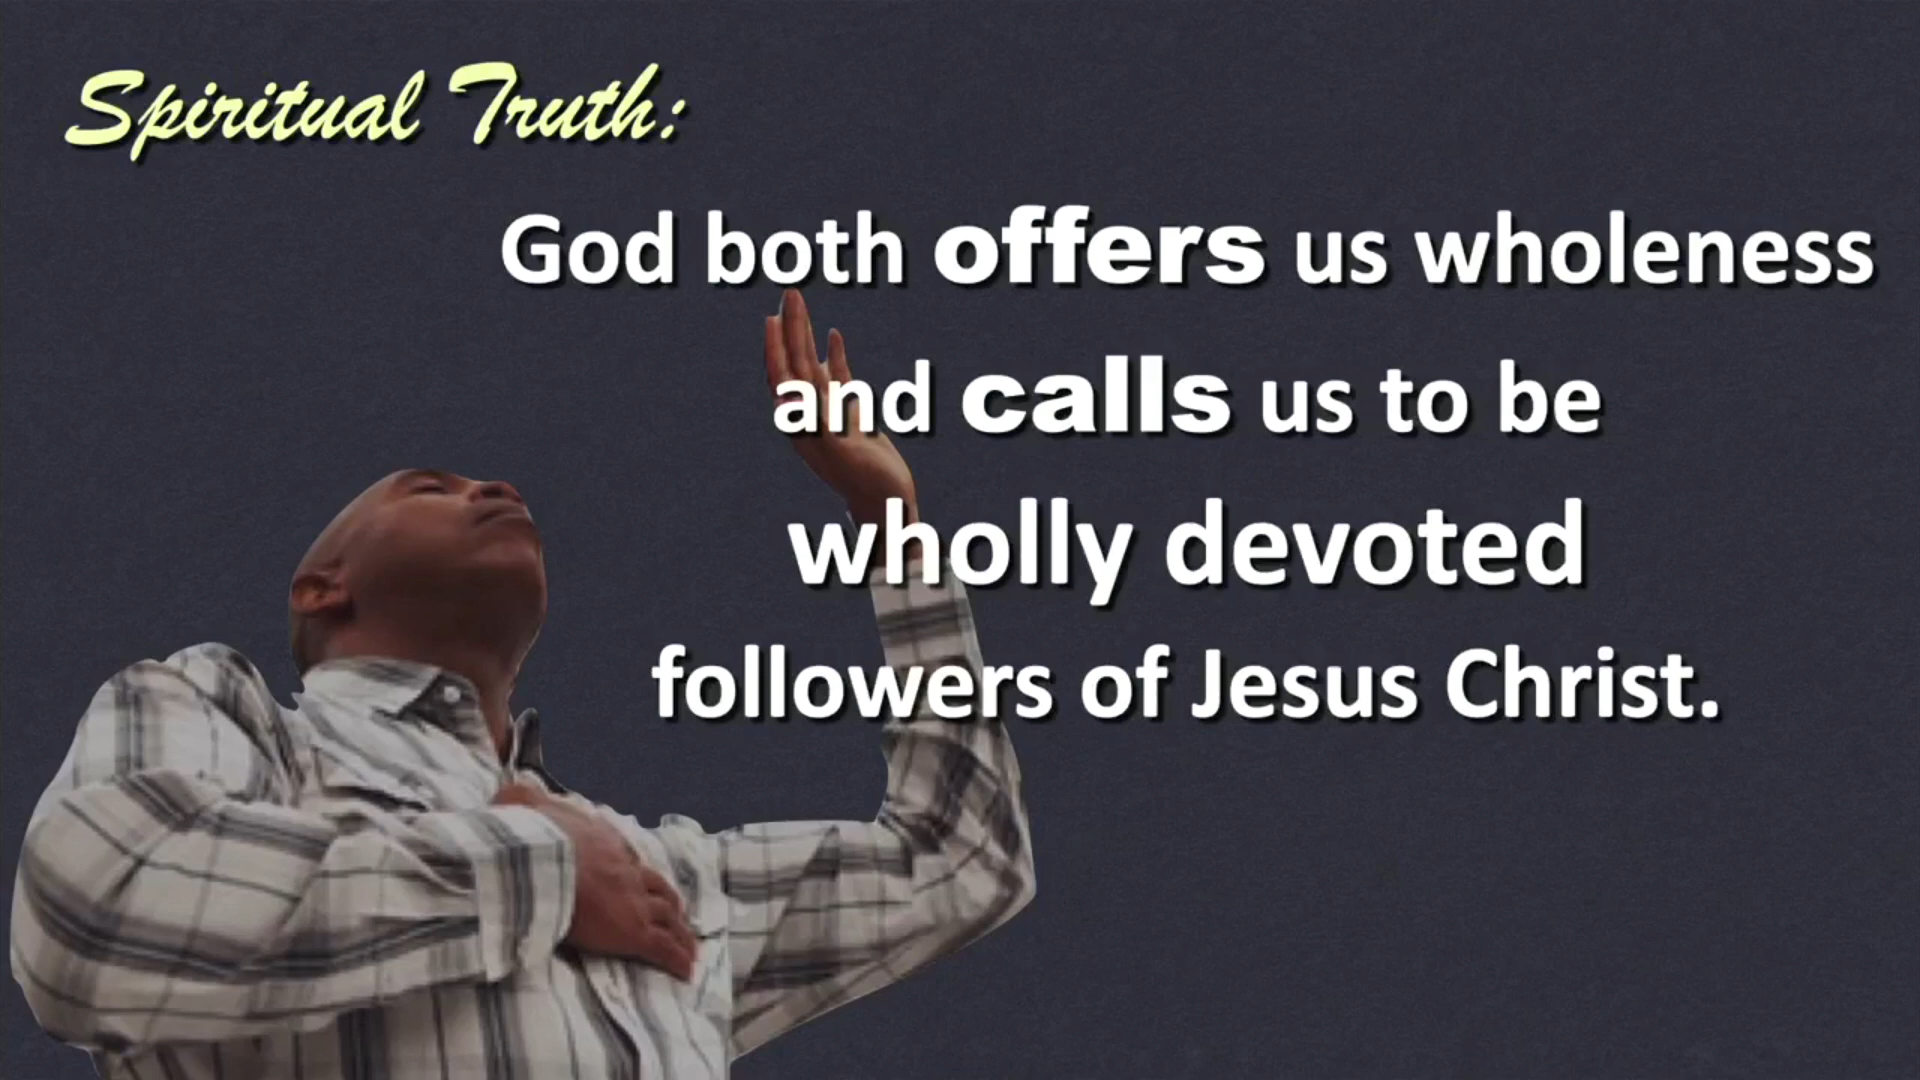 Spiritual Truth:
God both offers us wholeness
and calls us to be
wholly devoted
followers of Jesus Christ.